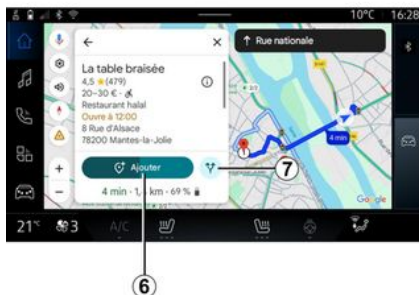 10°C 16:28
Rue nationale
La table braisée
4,5 ★(479)
20–30 € ·
Restaurant halal
Ouvre à 12:00
8 Rue d'Alsace
78200 Mantes-la-Jolie
Ajouter
4 min · 1, km · 69 %
4 min
Google
7
21° 3 A/C
6